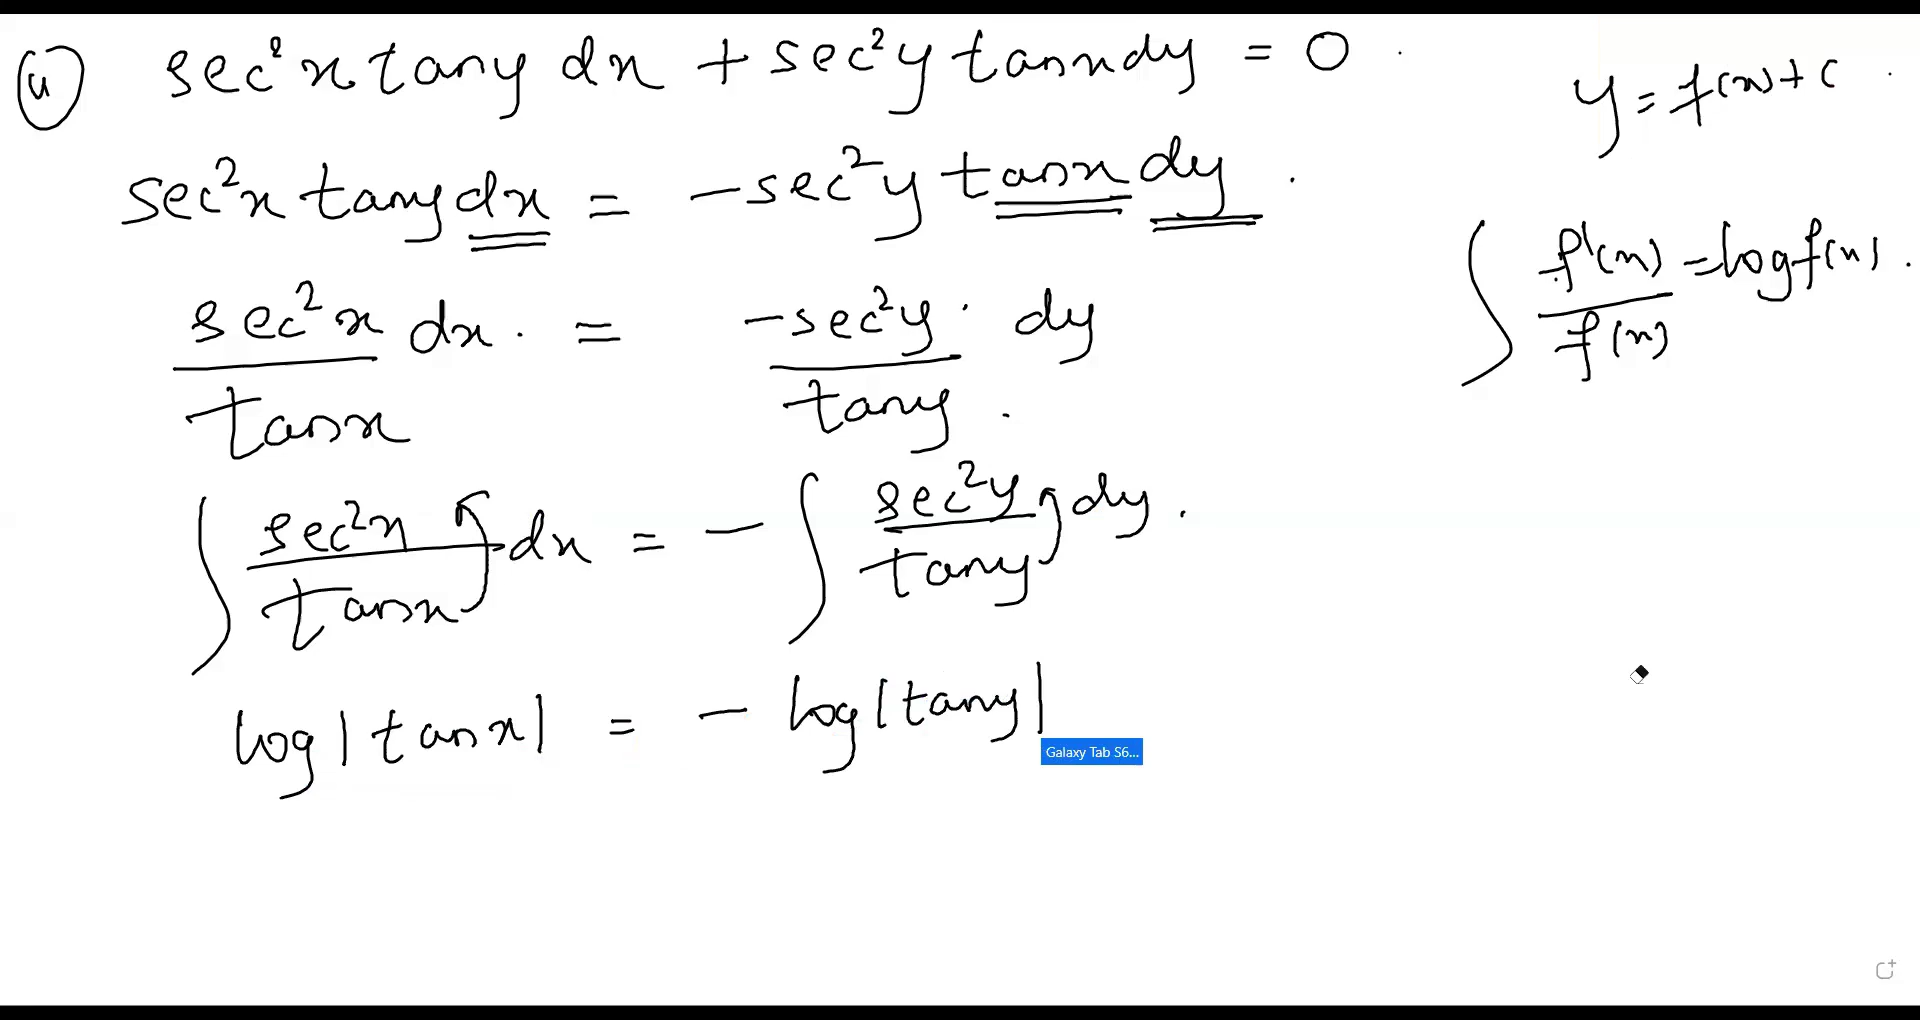 (ii) sec²x tany dx + sec²y tanx dy = 0
y = f(x) + c
sec²x tany dx = -sec²y tanx dy.
∫ f'(x)/f(x) = log f(x).
sec²x/tanx dx. = -sec²y/tany. dy
∫ sec²x/tanx dx = - ∫ sec²y/tany dy.
log|tanx| = - log|tany|
Galaxy Tab S6...